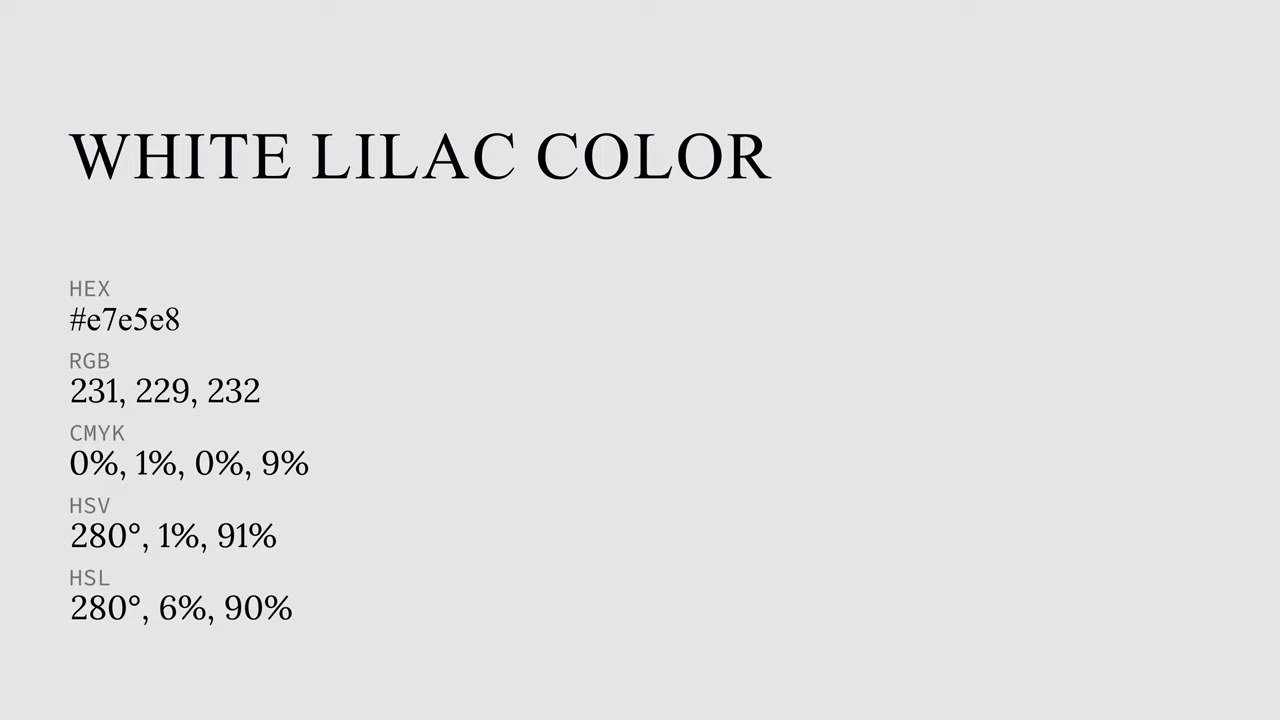 WHITE LILAC COLOR
HEX
#e7e5e8
RGB
231, 229, 232
CMYK
0%, 1%, 0%, 9%
HSV
280°, 1%, 91%
HSL
280°, 6%, 90%